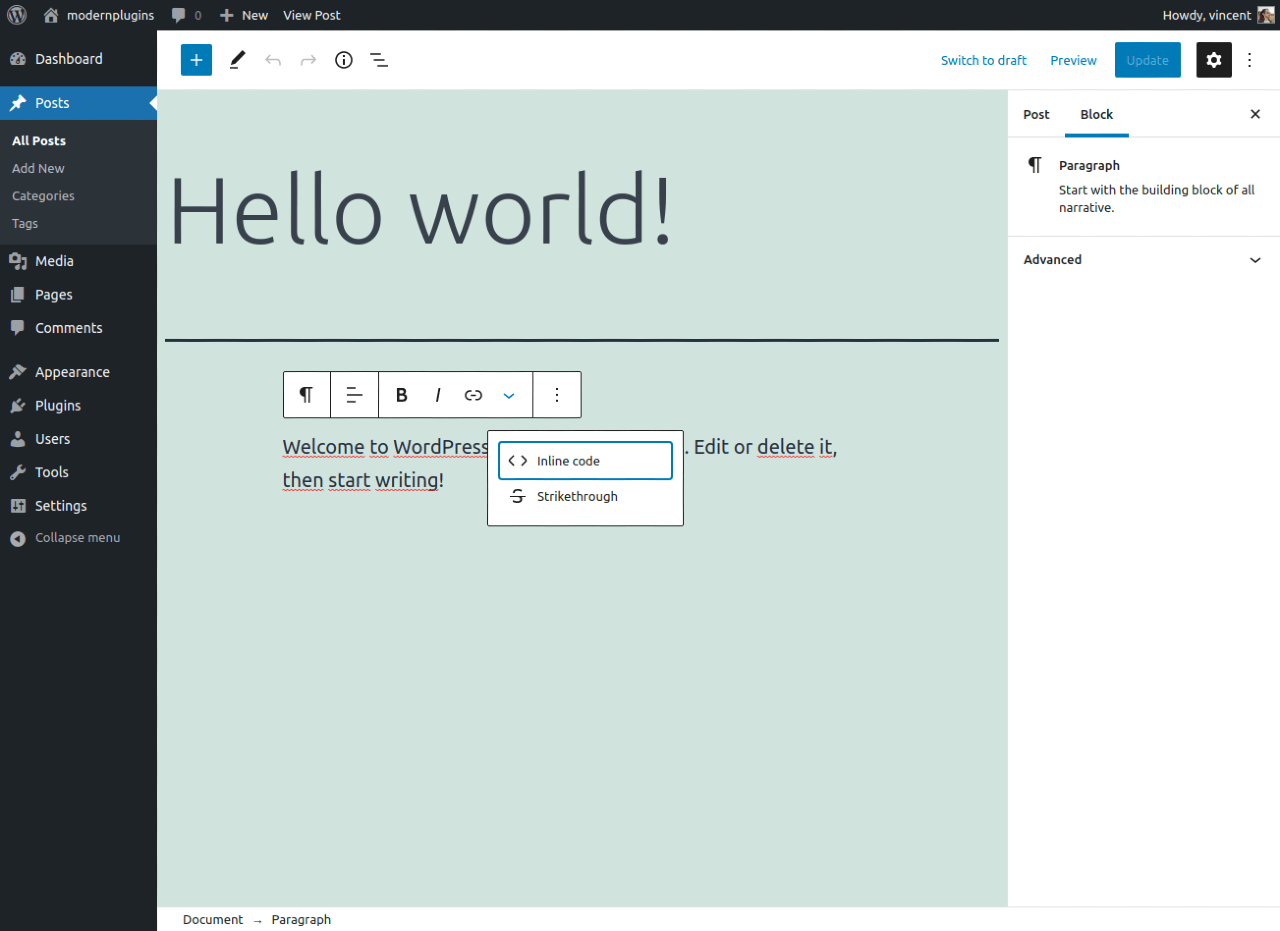 modernplugins 0 New View Post Howdy, vincent
Dashboard
Posts
All Posts
Add New
Categories
Tags
Media
Pages
Comments
Appearance
Plugins
Users
Tools
Settings
Collapse menu
Switch to draft Preview Update
Hello world!
B I
Welcome to WordPress . Edit or delete it,
then start writing!
Inline code
Strikethrough
Post Block
Paragraph
Start with the building block of all
narrative.
Advanced
Document → Paragraph